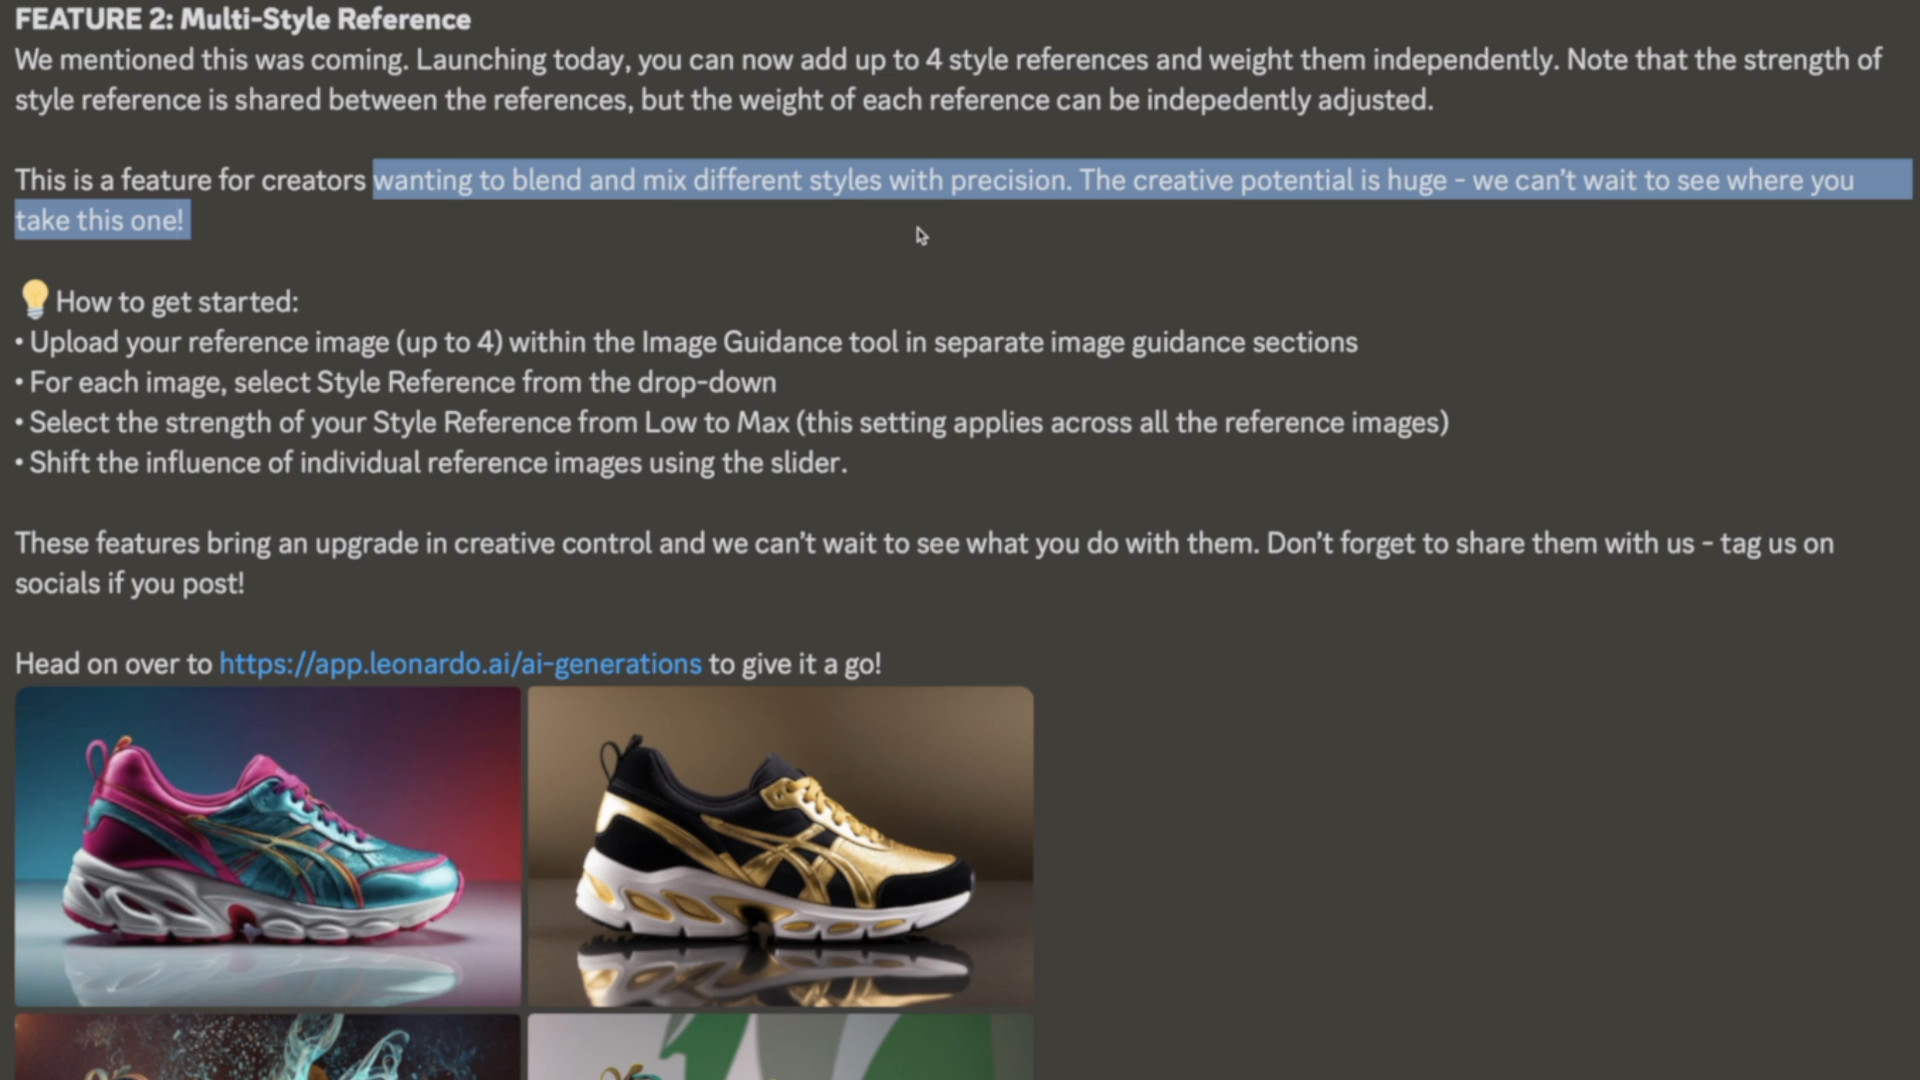 FEATURE 2: Multi-Style Reference
We mentioned this was coming. Launching today, you can now add up to 4 style references and weight them independently. Note that the strength of
style reference is shared between the references, but the weight of each reference can be indepedently adjusted.
This is a feature for creators wanting to blend and mix different styles with precision. The creative potential is huge - we can't wait to see where you
take this one!
💡How to get started:
• Upload your reference image (up to 4) within the Image Guidance tool in separate image guidance sections
• For each image, select Style Reference from the drop-down
• Select the strength of your Style Reference from Low to Max (this setting applies across all the reference images)
• Shift the influence of individual reference images using the slider.
These features bring an upgrade in creative control and we can't wait to see what you do with them. Don't forget to share them with us - tag us on
socials if you post!
Head on over to https://app.leonardo.ai/ai-generations to give it a go!